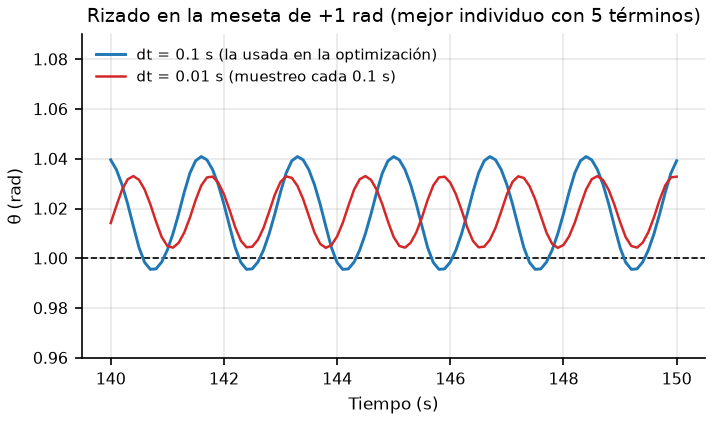 Rizado en la meseta de +1 rad (mejor individuo con 5 términos)
dt = 0.1 s (la usada en la optimización)
dt = 0.01 s (muestreo cada 0.1 s)
θ (rad)
1.08
1.06
1.04
1.02
1.00
0.98
0.96
140
142
144
146
148
150
Tiempo (s)